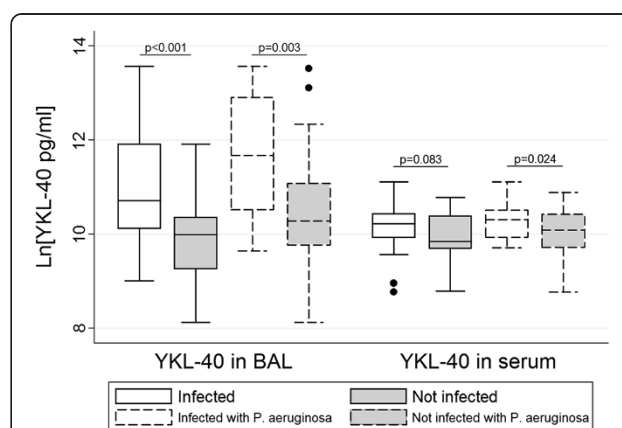 14
12
10
8
Ln[YKL-40 pg/ml]
p<0.001
p=0.003
p=0.083
p=0.024
YKL-40 in BAL
YKL-40 in serum
Infected
Not infected
Infected with P. aeruginosa
Not infected with P. aeruginosa